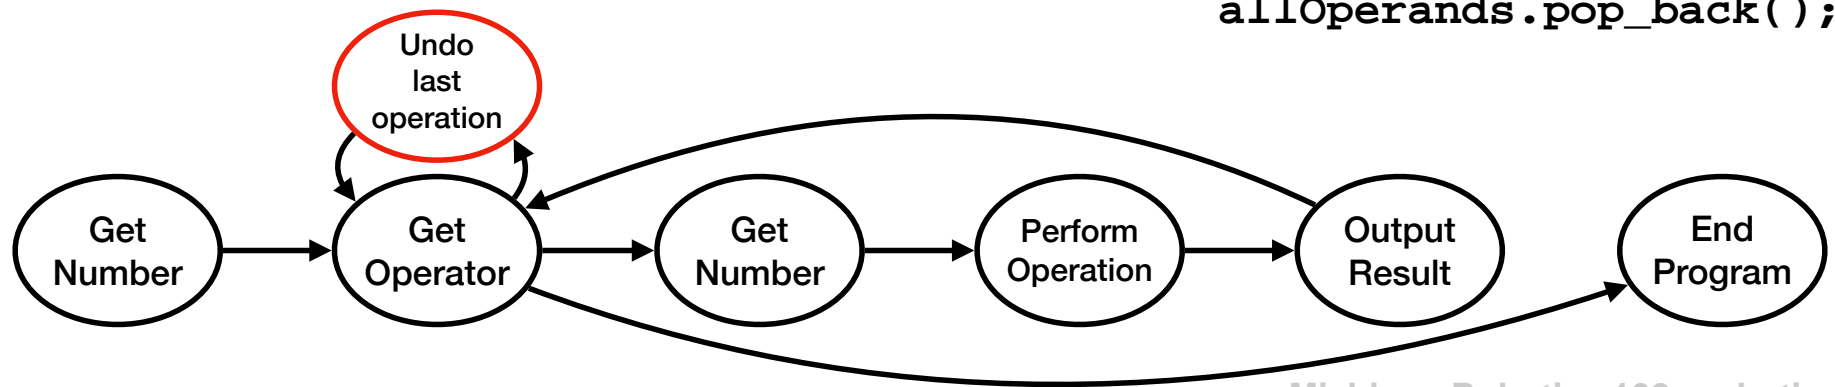 allOperands.pop_back();
Undo
last
operation
Get
Number
Get
Operator
Get
Number
Perform
Operation
Output
Result
End
Program